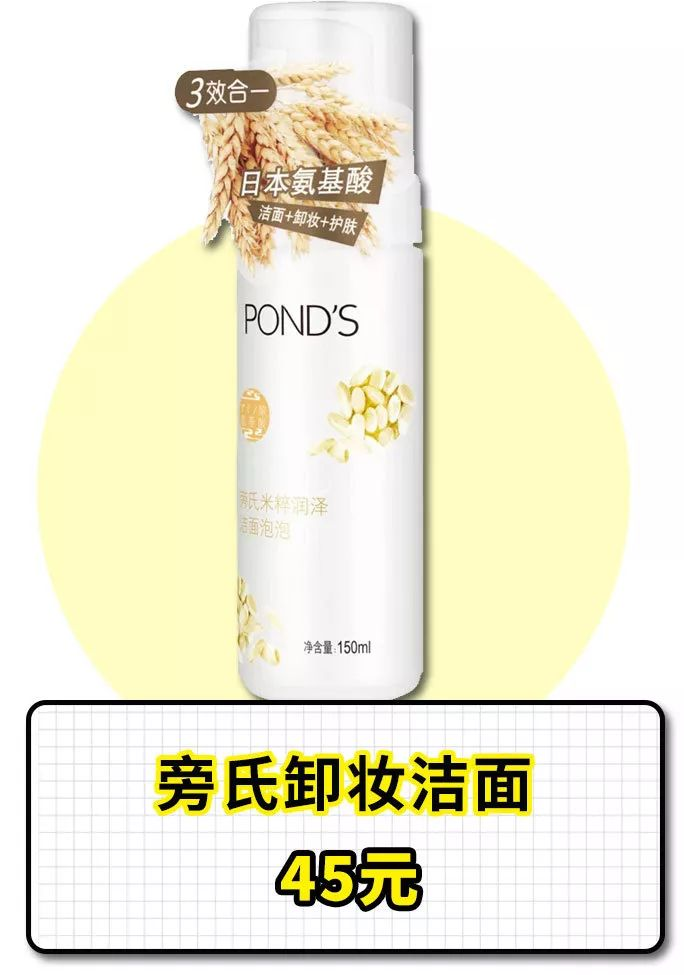 3效合一
日本氨基酸
洁面+卸妆+护肤
POND'S
旁氏米粹润泽
洁面泡泡
净含量:150ml
旁氏卸妆洁面
45元